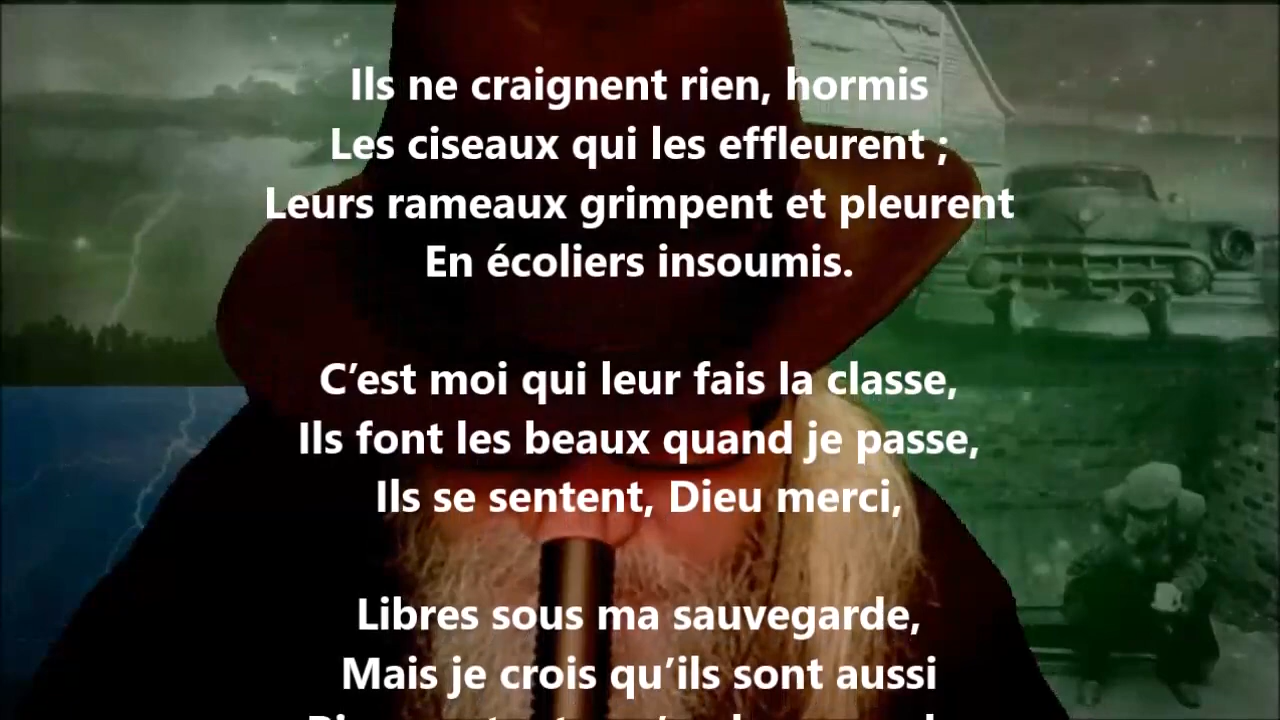 Ils ne craignent rien, hormis
Les ciseaux qui les effleurent ;
Leurs rameaux grimpent et pleurent
En écoliers insoumis.
C’est moi qui leur fais la classe,
Ils font les beaux quand je passe,
Ils se sentent, Dieu merci,
Libres sous ma sauvegarde,
Mais je crois qu’ils sont aussi